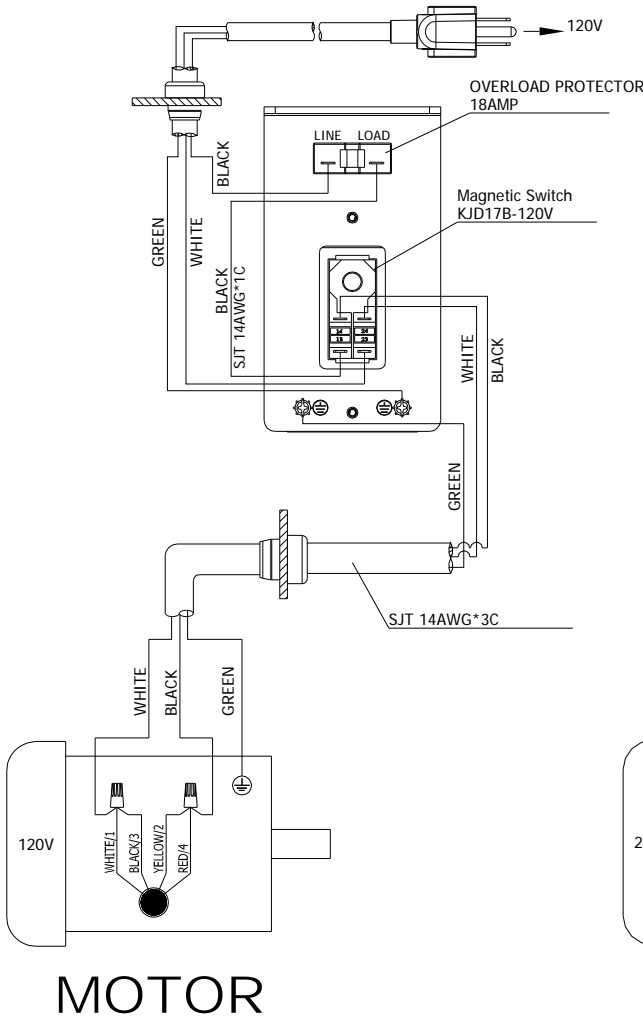 120V
OVERLOAD PROTECTOR
18AMP
LINE LOAD
BLACK
Magnetic Switch
KJD17B-120V
GREEN
WHITE
BLACK
SJT 14AWG*1C
14 24
13 23
WHITE
BLACK
GREEN
SJT 14AWG*3C
WHITE
BLACK
GREEN
120V
WHITE/1
BLACK/3
YELLOW/2
RED/4
2
MOTOR